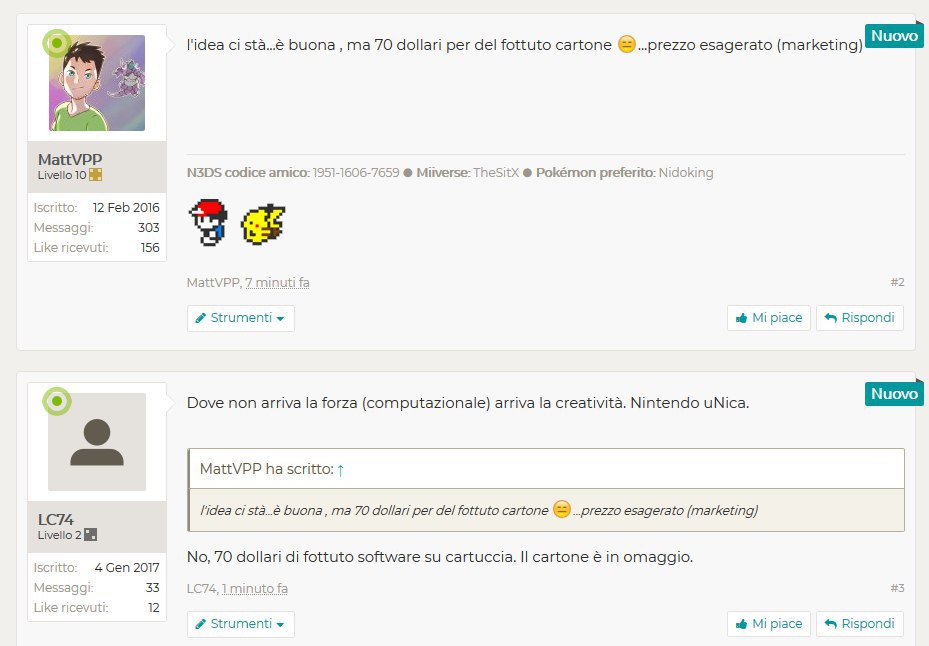 l'idea ci stà...è buona , ma 70 dollari per del fottuto cartone 😑...prezzo esagerato (marketing)
Nuovo
MattVPP
Livello 10
Iscritto: 12 Feb 2016
Messaggi: 303
Like ricevuti: 156
N3DS codice amico: 1951-1606-7659 ● Miiverse: TheSitX ● Pokémon preferito: Nidoking
MattVPP, 7 minuti fa
#2
Strumenti
Mi piace
Rispondi
Nuovo
LC74
Livello 2
Iscritto: 4 Gen 2017
Messaggi: 33
Like ricevuti: 12
Dove non arriva la forza (computazionale) arriva la creatività. Nintendo uNica.
MattVPP ha scritto: ↑
l'idea ci stà...è buona , ma 70 dollari per del fottuto cartone 😑...prezzo esagerato (marketing)
No, 70 dollari di fottuto software su cartuccia. Il cartone è in omaggio.
LC74, 1 minuto fa
#3
Strumenti
Mi piace
Rispondi